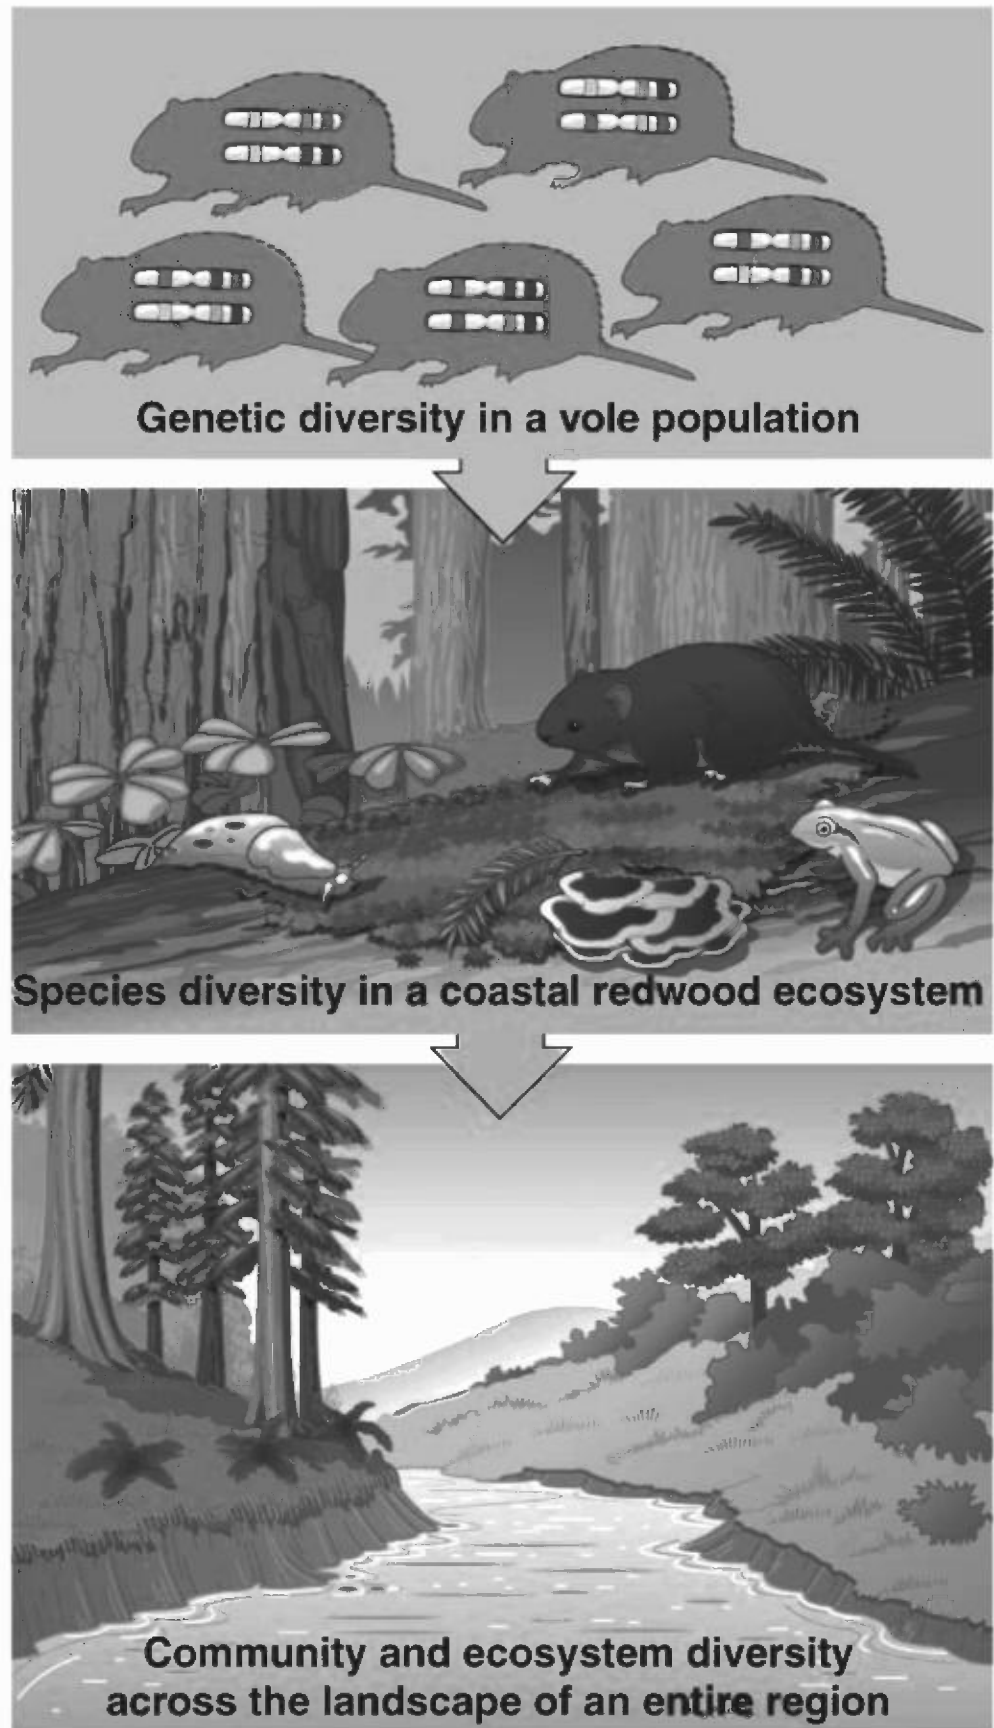 Genetic diversity in a vole population
Species diversity in a coastal redwood ecosystem
Community and ecosystem diversity
across the landscape of an entire region